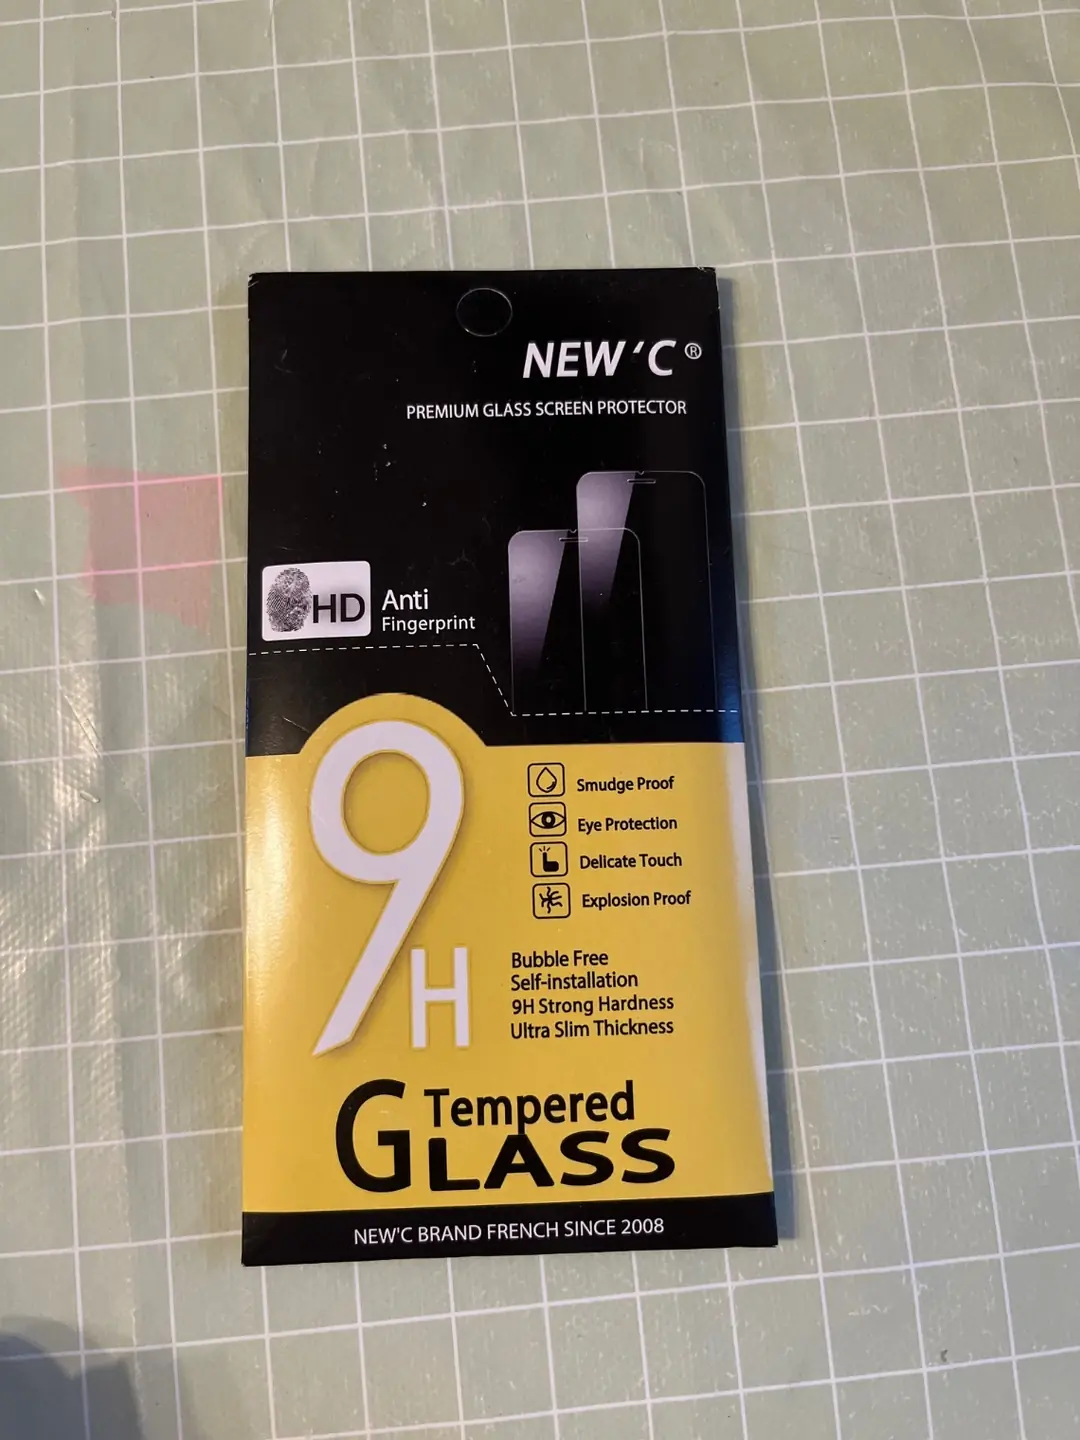 NEW 'C ®
PREMIUM GLASS SCREEN PROTECTOR
HD
Anti
Fingerprint
9H
Smudge Proof
Eye Protection
Delicate Touch
Explosion Proof
Bubble Free
Self-installation
9H Strong Hardness
Ultra Slim Thickness
Tempered
GLASS
NEW'C BRAND FRENCH SINCE 2008